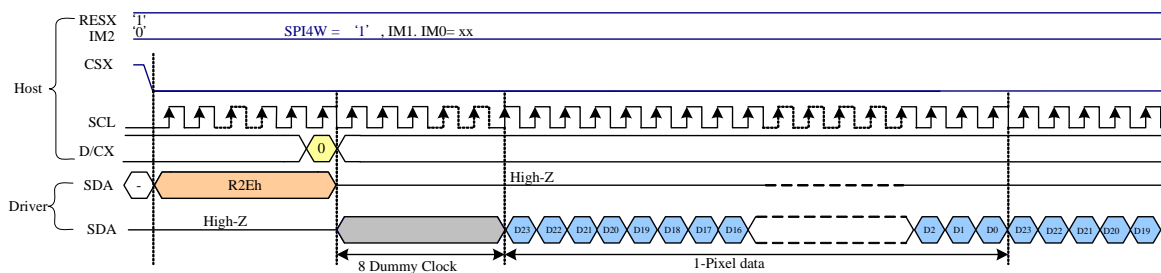 RESX '1'
IM2 '0' SPI4W = '1' , IM1. IM0= xx
CSX
Host
SCL
D/CX 0
SDA - R2Eh High-Z
Driver
SDA High-Z D23 D22 D21 D20 D19 D18 D17 D16 D2 D1 D0 D23 D22 D21 D20 D19
8 Dummy Clock 1-Pixel data